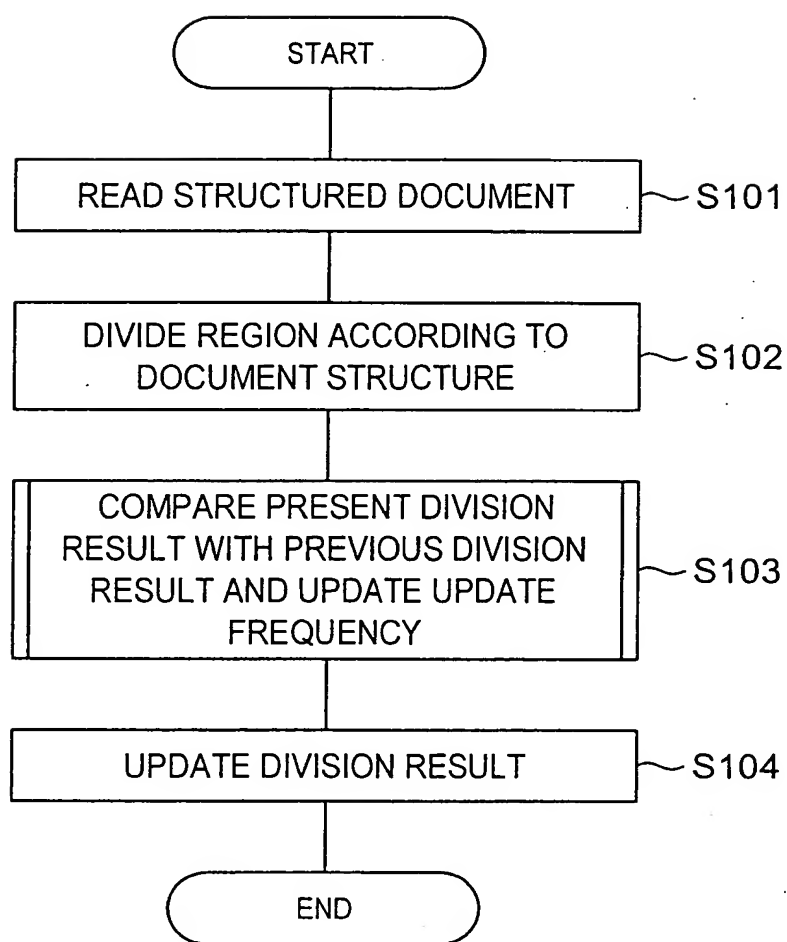 START
READ STRUCTURED DOCUMENT
S101
DIVIDE REGION ACCORDING TO
DOCUMENT STRUCTURE
S102
COMPARE PRESENT DIVISION
RESULT WITH PREVIOUS DIVISION
RESULT AND UPDATE UPDATE
FREQUENCY
S103
UPDATE DIVISION RESULT
S104
END